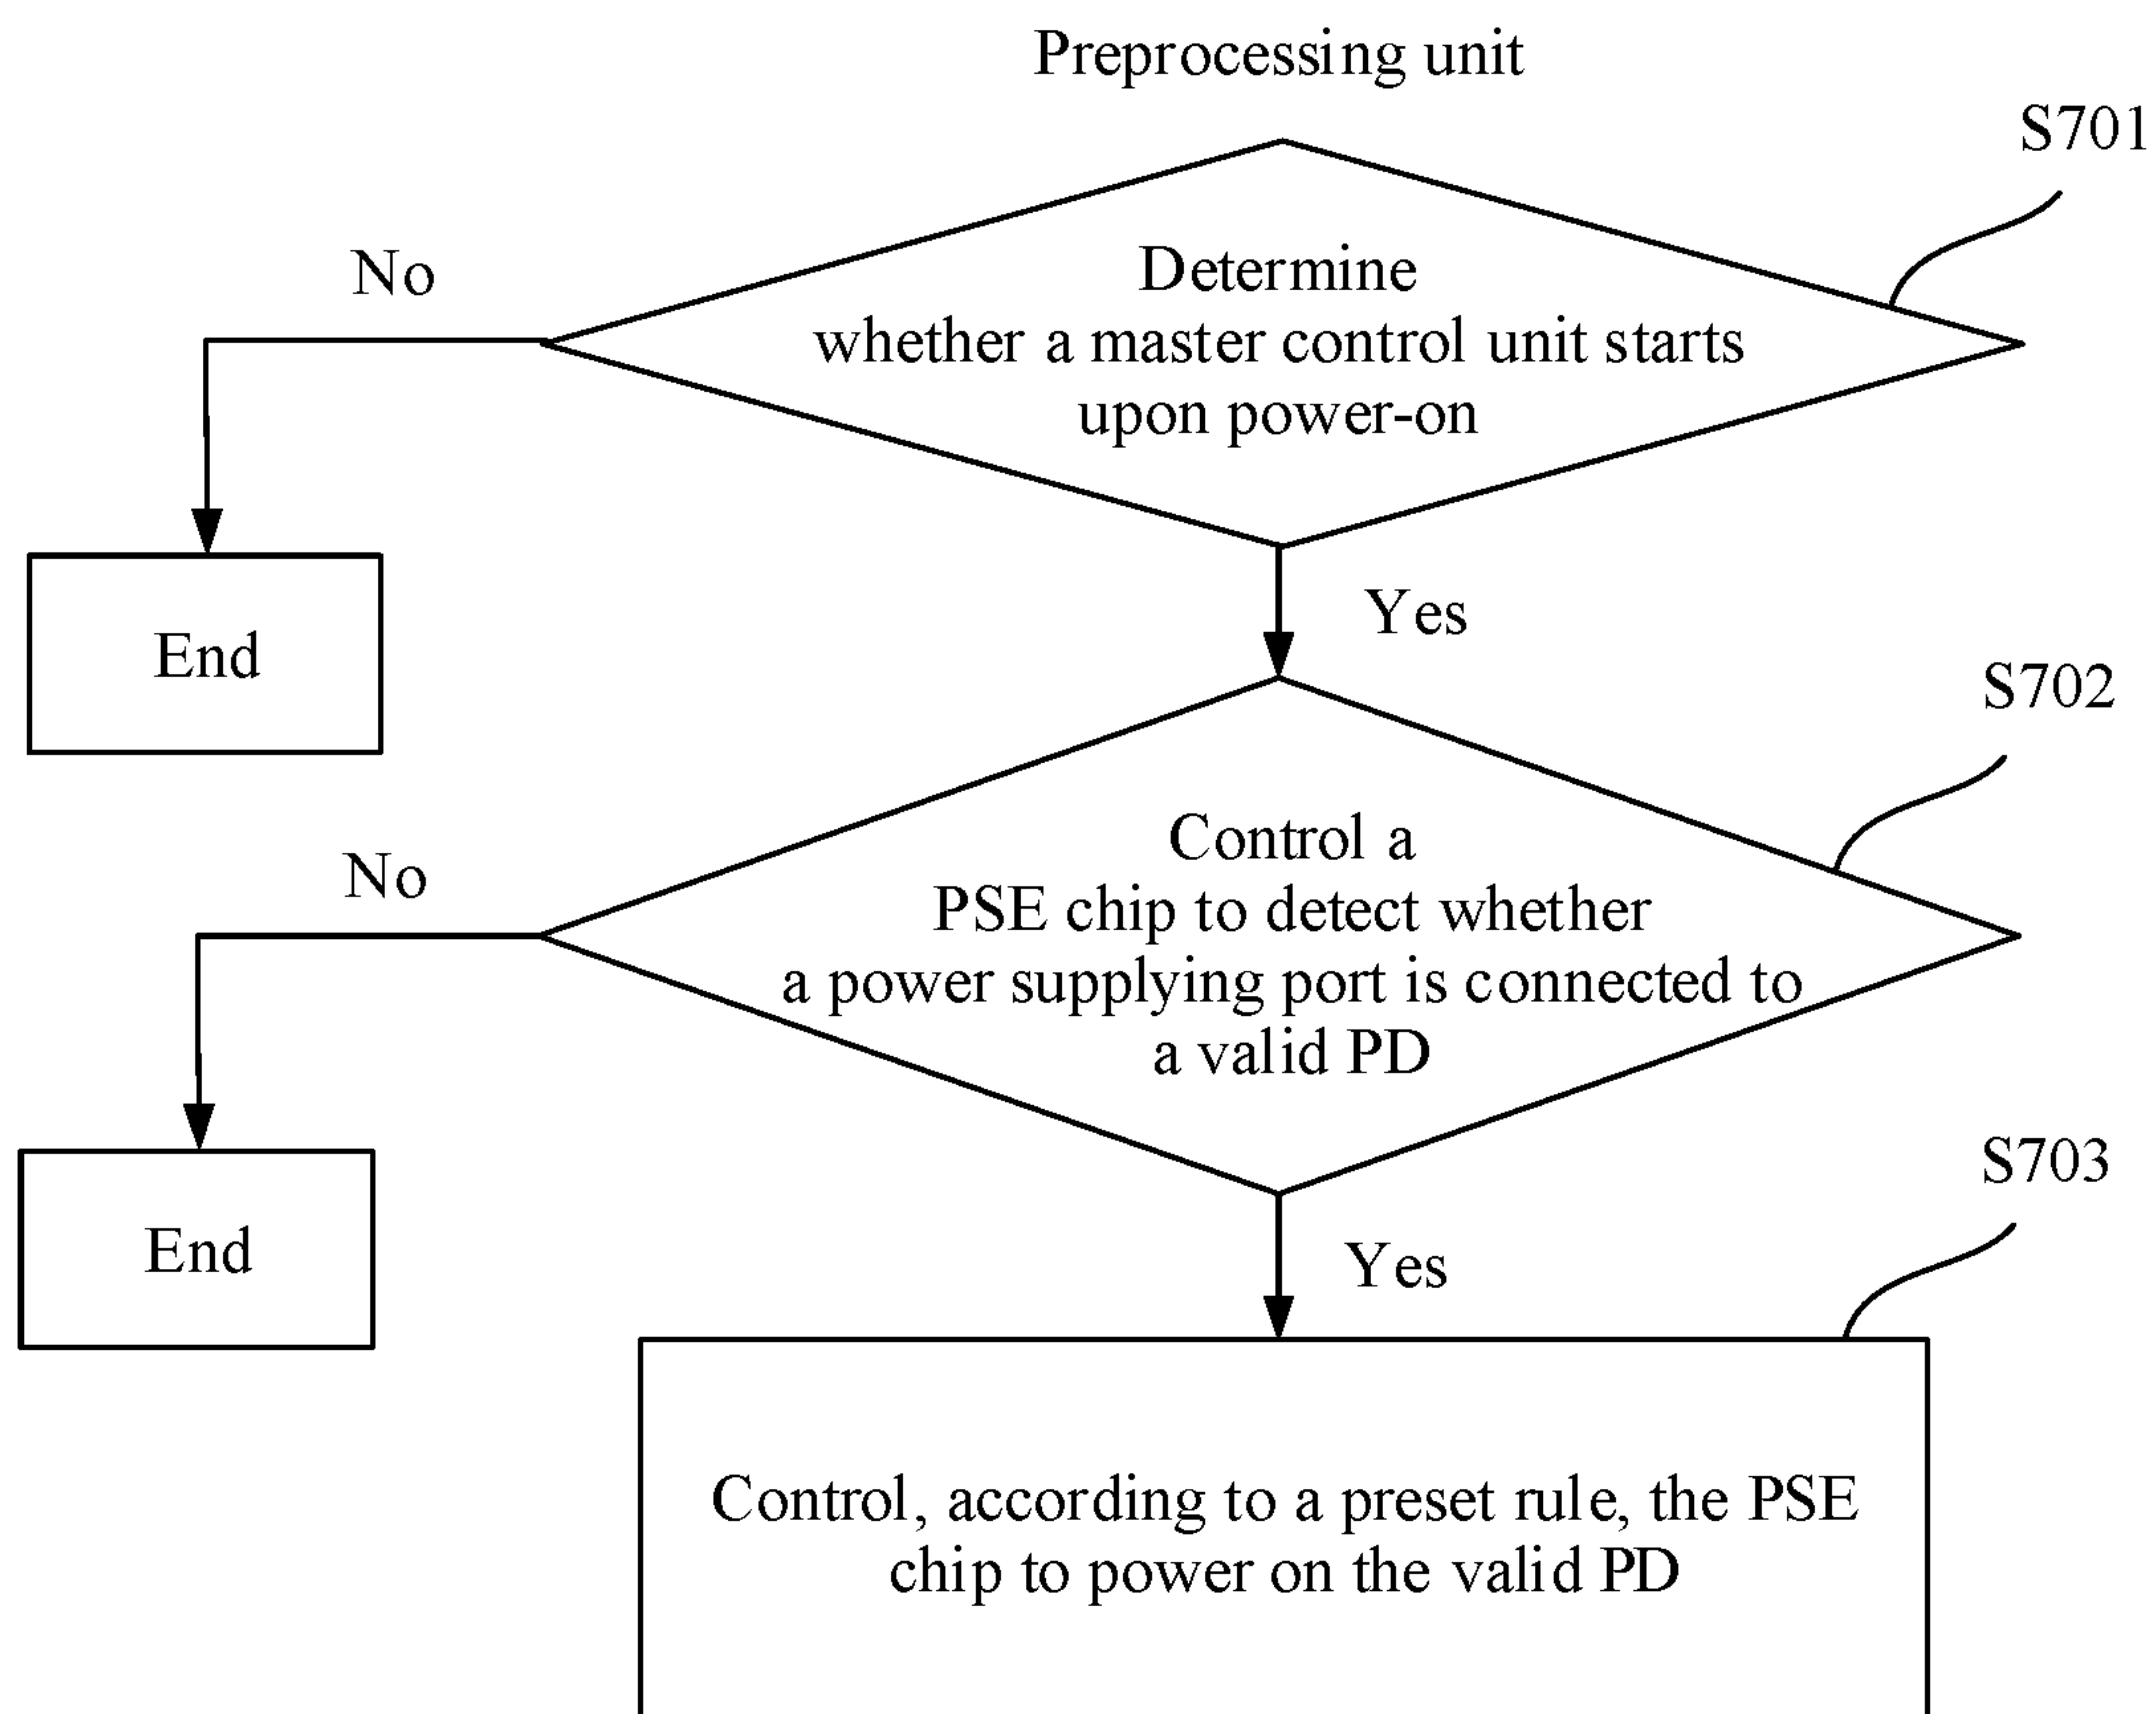 Preprocessing unit
S701
No
Determine
whether a master control unit starts
upon power-on
End
Yes
S702
No
Control a
PSE chip to detect whether
a power supplying port is connected to
a valid PD
End
Yes
S703
Control, according to a preset rule, the PSE
chip to power on the valid PD